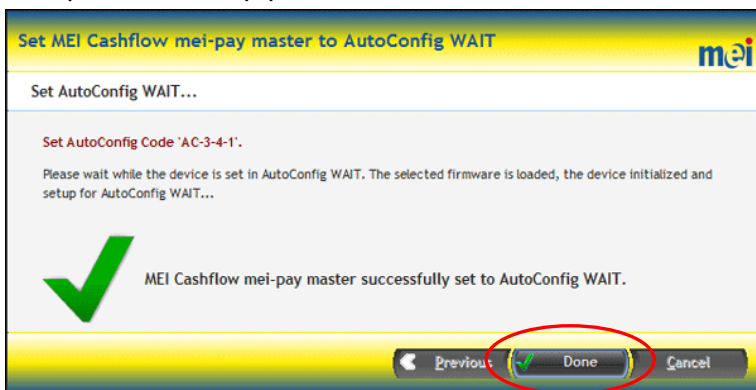 Set MEI Cashflow mei-pay master to AutoConfig WAIT
mei
Set AutoConfig WAIT...
Set AutoConfig Code 'AC-3-4-1'.
Please wait while the device is set in AutoConfig WAIT. The selected firmware is loaded, the device initialized and
setup for AutoConfig WAIT...
MEI Cashflow mei-pay master successfully set to AutoConfig WAIT.
Previous Done Cancel